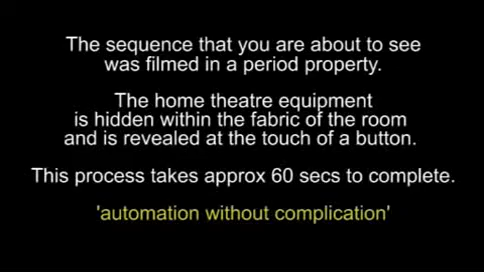 The sequence that you are about to see
was filmed in a period property.
The home theatre equipment
is hidden within the fabric of the room
and is revealed at the touch of a button.
This process takes approx 60 secs to complete.
'automation without complication'